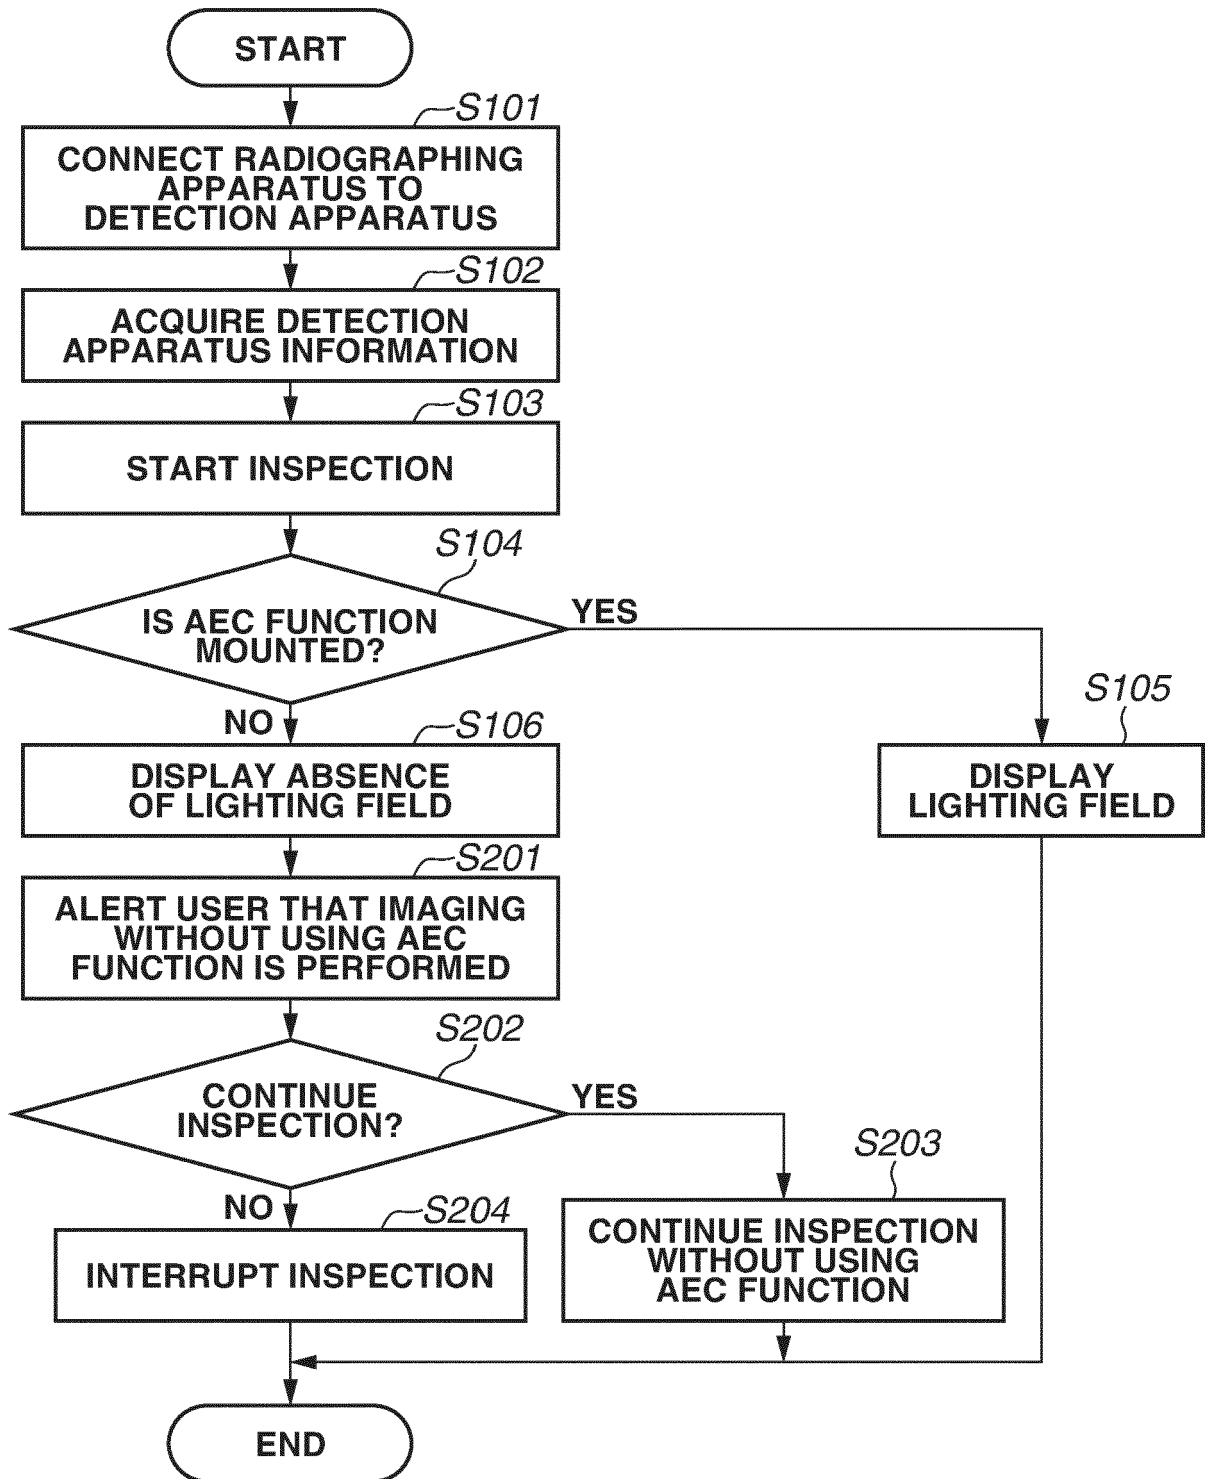 START
S101
CONNECT RADIOGRAPHING
APPARATUS TO
DETECTION APPARATUS
S102
ACQUIRE DETECTION
APPARATUS INFORMATION
S103
START INSPECTION
S104
IS AEC FUNCTION
MOUNTED?
YES
NO
S105
DISPLAY
LIGHTING FIELD
S106
DISPLAY ABSENCE
OF LIGHTING FIELD
S201
ALERT USER THAT IMAGING
WITHOUT USING AEC
FUNCTION IS PERFORMED
S202
CONTINUE
INSPECTION?
YES
NO
S203
CONTINUE INSPECTION
WITHOUT USING
AEC FUNCTION
S204
INTERRUPT INSPECTION
END